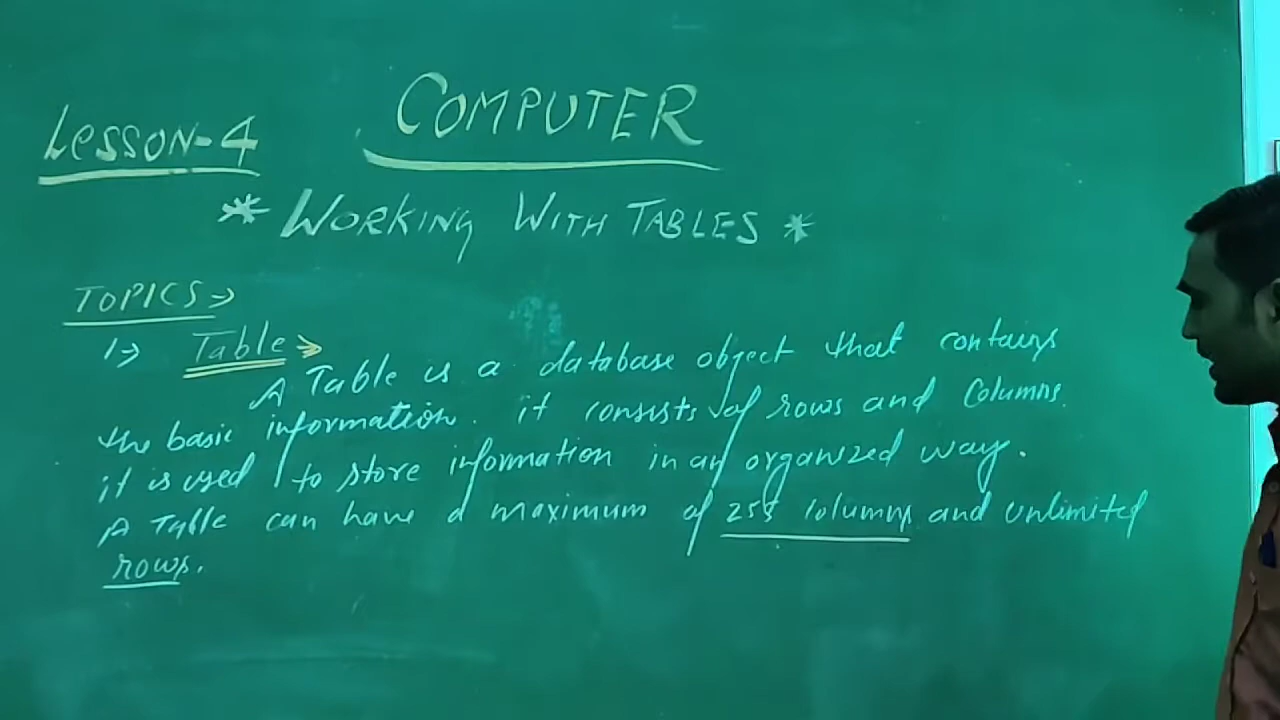 COMPUTER
LESSON-4
* WORKING WITH TABLES *
TOPICS→
1→ Table→
A Table is a database object that contains
the basic information. it consists of rows and Columns.
it is used to store information in an organized way.
A Table can have a maximum of 255 columns and unlimited
rows.